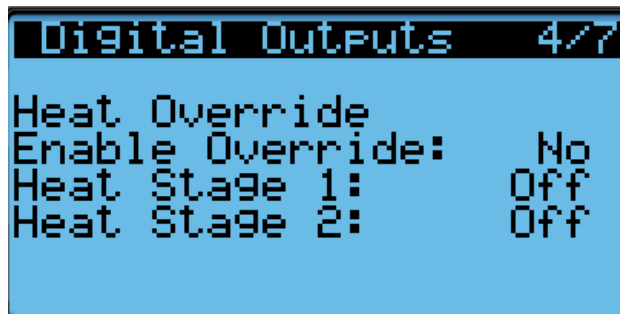 Digital Outputs 4/7
Heat Override
Enable Override: No
Heat Stage 1: Off
Heat Stage 2: Off